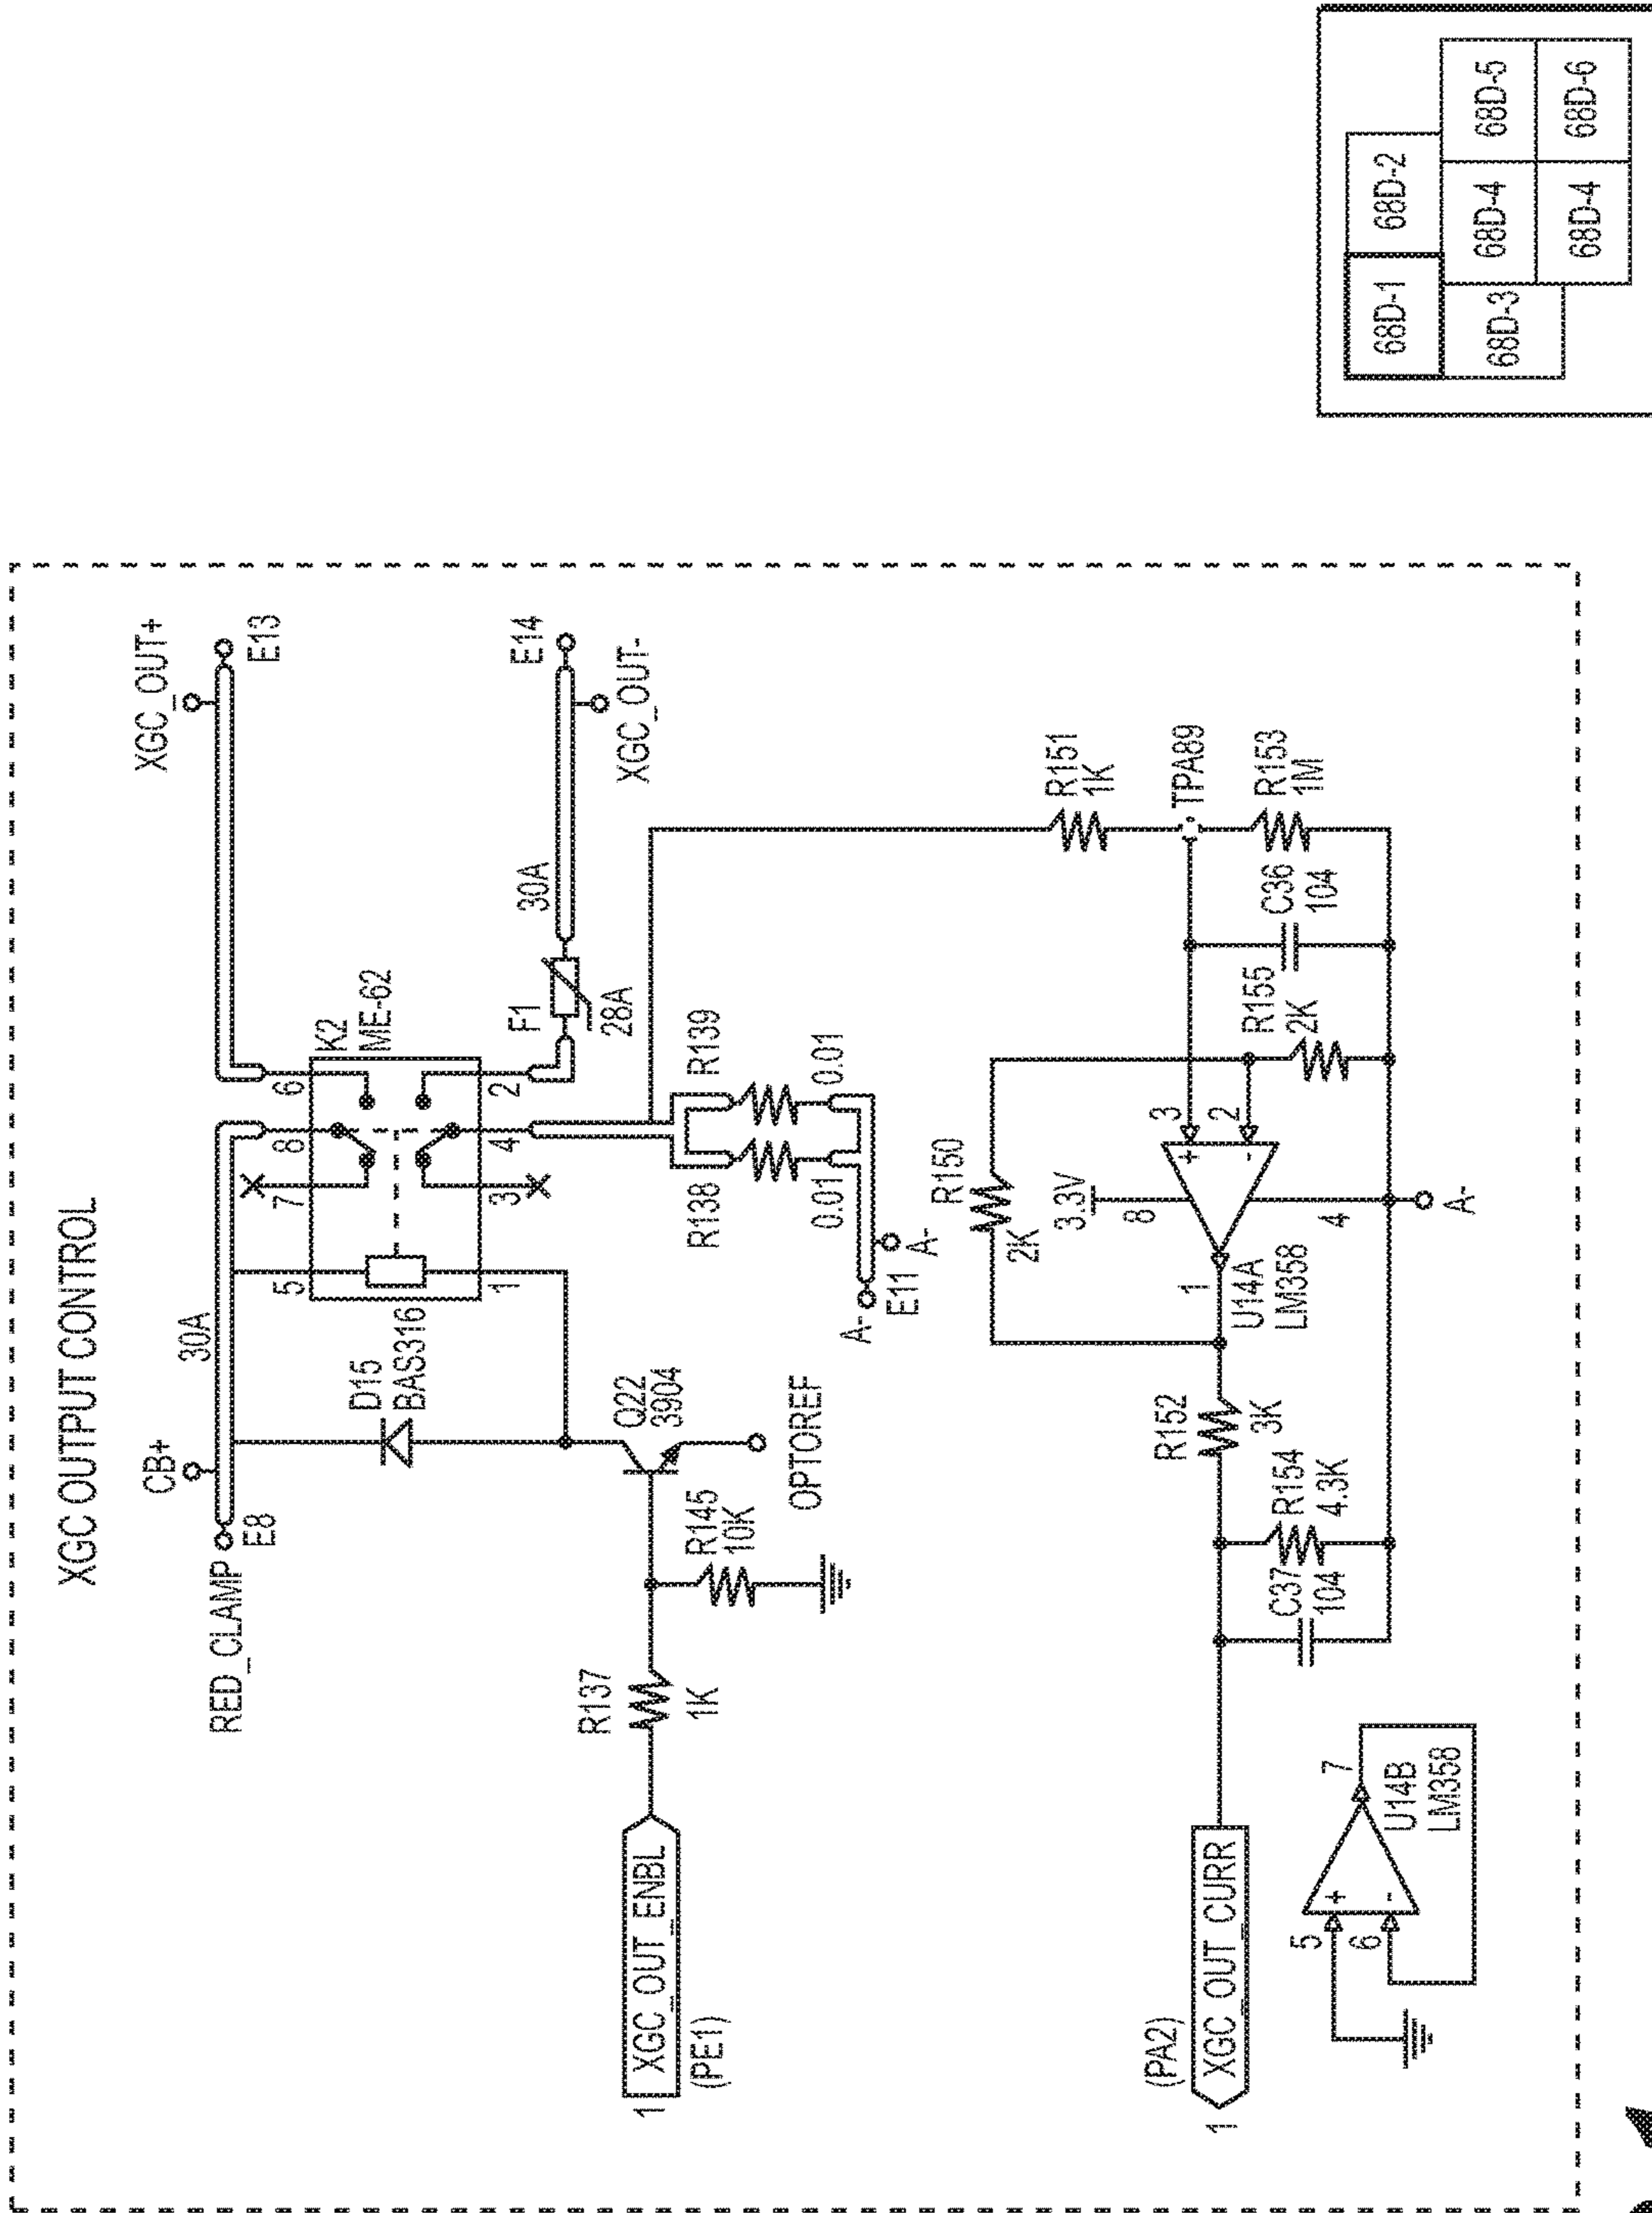 XGC OUTPUT CONTROL
CB+
30A
RED_CLAMP
E8
XGC_OUT+
E13
D15
BAS316
K2
ME-62
5
7
8
6
1
3
4
2
F1
28A
30A
E14
XGC_OUT-
1
XGC_OUT_ENBL
(PE1)
R137
1K
R145
10K
Q22
3904
OPTOREF
R138
0.01
R139
0.01
A-
E11
A-
R151
1K
TPA89
R153
1M
C36
104
R155
2K
R150
2K
3.3V
8
3
+
2
-
1
4
U14A
LM358
A-
R152
3K
R154
4.3K
C37
104
(PA2)
1
XGC_OUT_CURR
5
+
6
-
7
U14B
LM358
68D-1
68D-2
68D-3
68D-4
68D-5
68D-4
68D-6